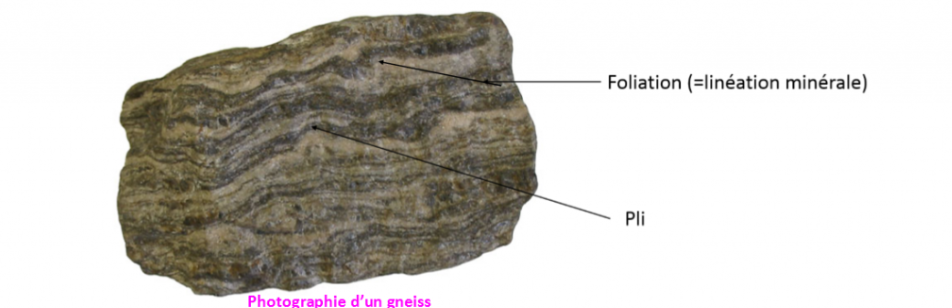 Foliation (=linéation minérale)
Pli
Photographie d'un gneiss